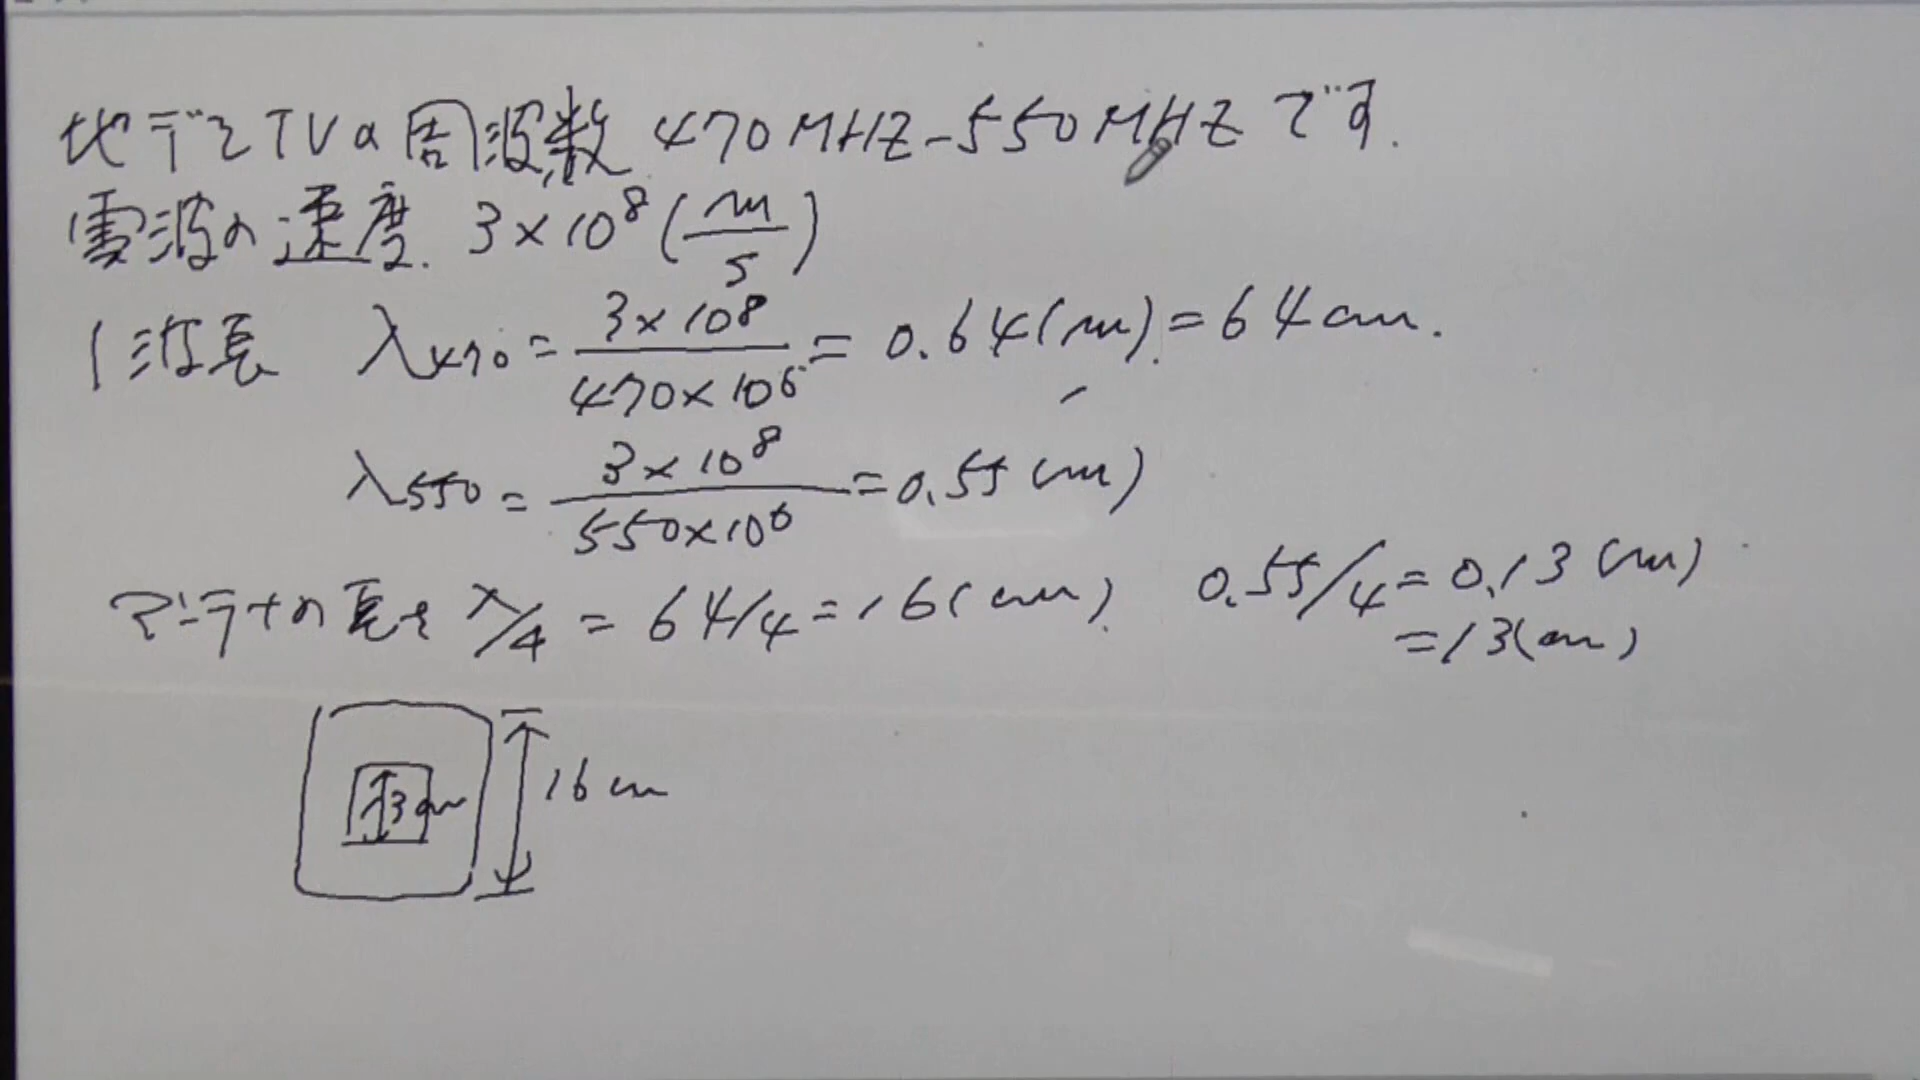 地デジTVの周波数 470MHZ-550MHZです.
電波の速度. 3×10⁸ (m/s)
1波長 λ470 = 3×10⁸/470×10⁶ = 0.64(m). = 64cm.
λ550 = 3×10⁸/550×10⁶ = 0.55(m)
アンテナの長さ λ/4 = 64/4 = 16(cm). 0.55/4 = 0.13(m)
= 13(cm)
13cm 16cm